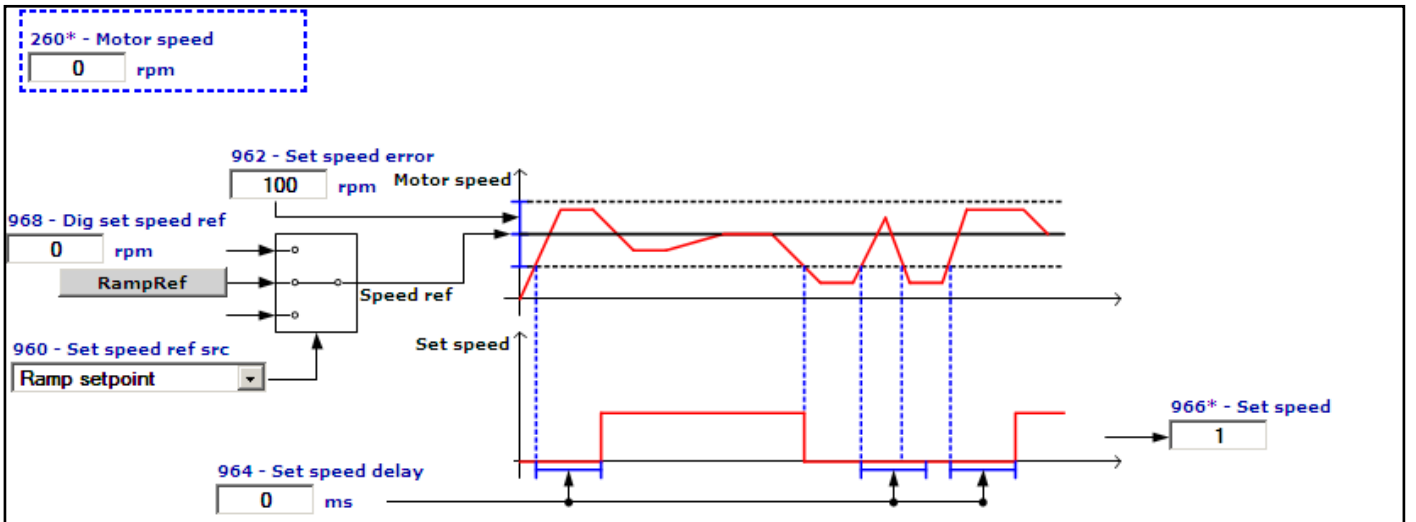 260* - Motor speed
0 rpm
962 - Set speed error
100 rpm
Motor speed
968 - Dig set speed ref
0 rpm
RampRef
Speed ref
960 - Set speed ref src
Ramp setpoint
Set speed
966* - Set speed
1
964 - Set speed delay
0 ms